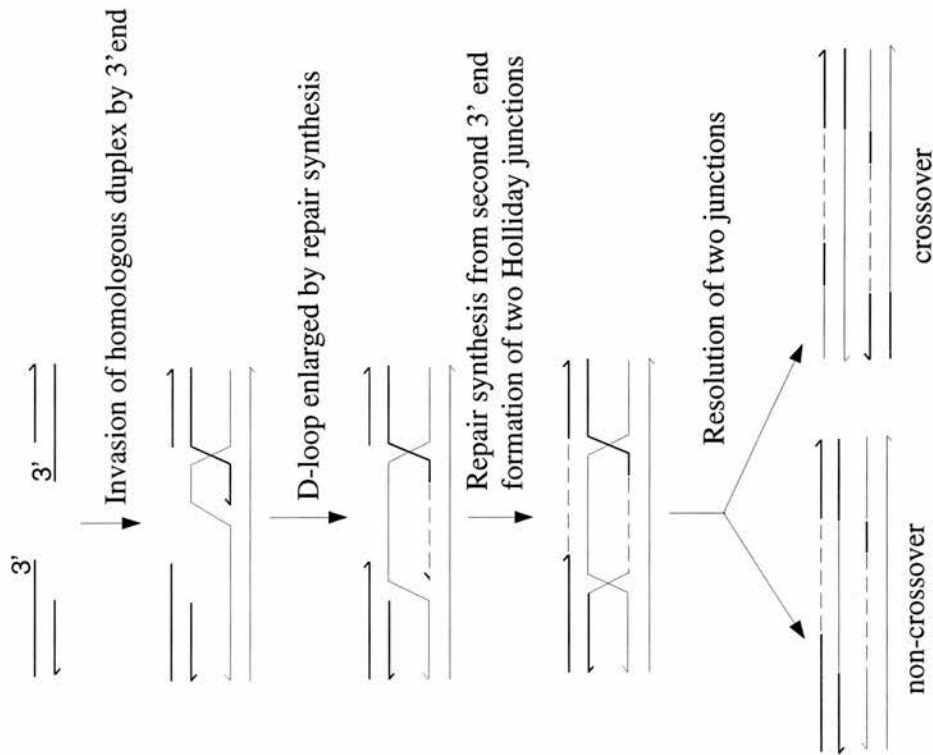 3'
3'
Invasion of homologous duplex by 3'end
D-loop enlarged by repair synthesis
Repair synthesis from second 3' end
formation of two Holliday junctions
Resolution of two junctions
non-crossover
crossover